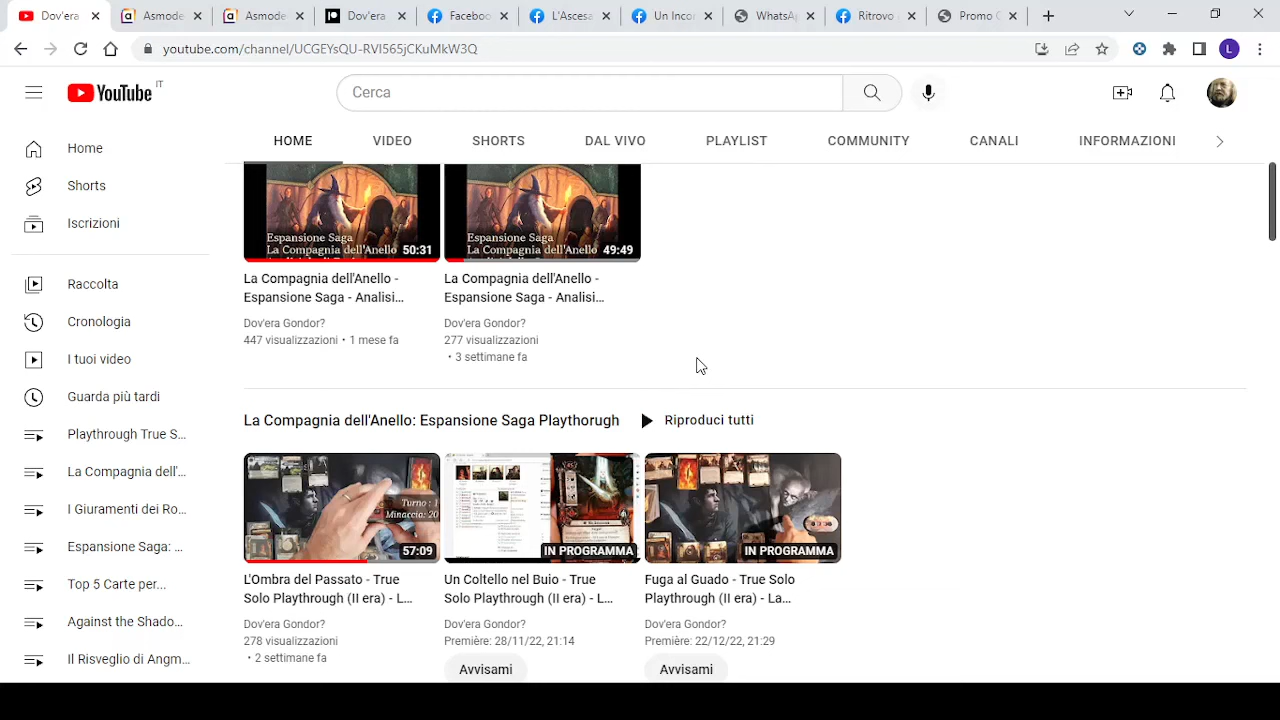 Dov'era
Asmode
Asmode
Dov'era
Faceboo
L'Ascesa
Un Incor
WhatsAp
Ritrovo
Promo C
youtube.com/channel/UCGEYsQU-RVI565jCKuMkW3Q
L
YouTube IT
Cerca
HOME
VIDEO
SHORTS
DAL VIVO
PLAYLIST
COMMUNITY
CANALI
INFORMAZIONI
Home
Shorts
Iscrizioni
Raccolta
Cronologia
I tuoi video
Guarda più tardi
Playthrough True S...
La Compagnia dell'...
I Giuramenti dei Ro...
Espansione Saga: ...
Top 5 Carte per...
Against the Shado...
Il Risveglio di Angm...
Espansione Saga
La Compagnia dell'Anello
50:31
La Compagnia dell'Anello -
Espansione Saga - Analisi...
Dov'era Gondor?
447 visualizzazioni • 1 mese fa
Espansione Saga
La Compagnia dell'Anello
49:49
La Compagnia dell'Anello -
Espansione Saga - Analisi...
Dov'era Gondor?
277 visualizzazioni
• 3 settimane fa
La Compagnia dell'Anello: Espansione Saga Playthorugh
Riproduci tutti
Turno :
Minaccia: 20
57:09
L'Ombra del Passato - True
Solo Playthrough (II era) - L...
Dov'era Gondor?
278 visualizzazioni
• 2 settimane fa
IN PROGRAMMA
Un Coltello nel Buio - True
Solo Playthrough (II era) - L...
Dov'era Gondor?
Première: 28/11/22, 21:14
Avvisami
IN PROGRAMMA
Fuga al Guado - True Solo
Playthrough (II era) - La...
Dov'era Gondor?
Première: 22/12/22, 21:29
Avvisami